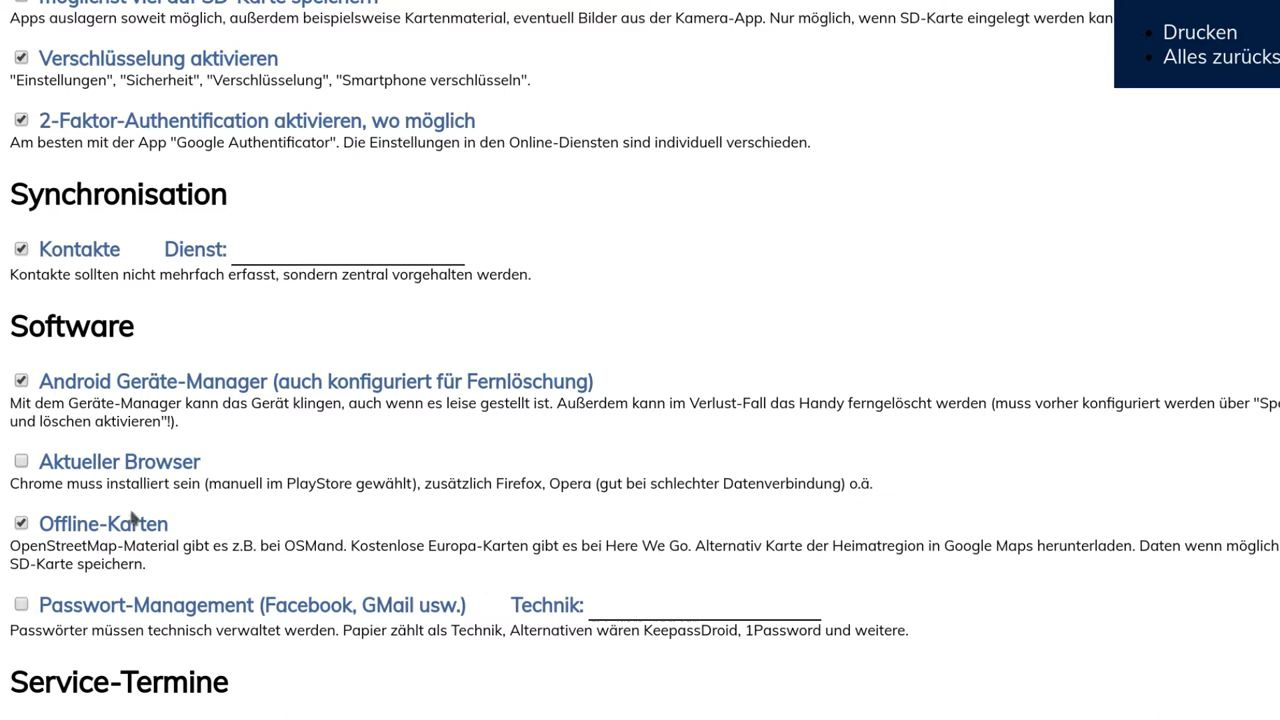 möglichst viel auf SD-Karte speichern
Apps auslagern soweit möglich, außerdem beispielsweise Kartenmaterial, eventuell Bilder aus der Kamera-App. Nur möglich, wenn SD-Karte eingelegt werden kan
Drucken
Alles zurücks
Verschlüsselung aktivieren
"Einstellungen", "Sicherheit", "Verschlüsselung", "Smartphone verschlüsseln".
2-Faktor-Authentification aktivieren, wo möglich
Am besten mit der App "Google Authentificator". Die Einstellungen in den Online-Diensten sind individuell verschieden.
Synchronisation
Kontakte Dienst:
Kontakte sollten nicht mehrfach erfasst, sondern zentral vorgehalten werden.
Software
Android Geräte-Manager (auch konfiguriert für Fernlöschung)
Mit dem Geräte-Manager kann das Gerät klingen, auch wenn es leise gestellt ist. Außerdem kann im Verlust-Fall das Handy ferngelöscht werden (muss vorher konfiguriert werden über "Spe
und löschen aktivieren"!).
Aktueller Browser
Chrome muss installiert sein (manuell im PlayStore gewählt), zusätzlich Firefox, Opera (gut bei schlechter Datenverbindung) o.ä.
Offline-Karten
OpenStreetMap-Material gibt es z.B. bei OSMand. Kostenlose Europa-Karten gibt es bei Here We Go. Alternativ Karte der Heimatregion in Google Maps herunterladen. Daten wenn möglich
SD-Karte speichern.
Passwort-Management (Facebook, GMail usw.) Technik:
Passwörter müssen technisch verwaltet werden. Papier zählt als Technik, Alternativen wären KeepassDroid, 1Password und weitere.
Service-Termine